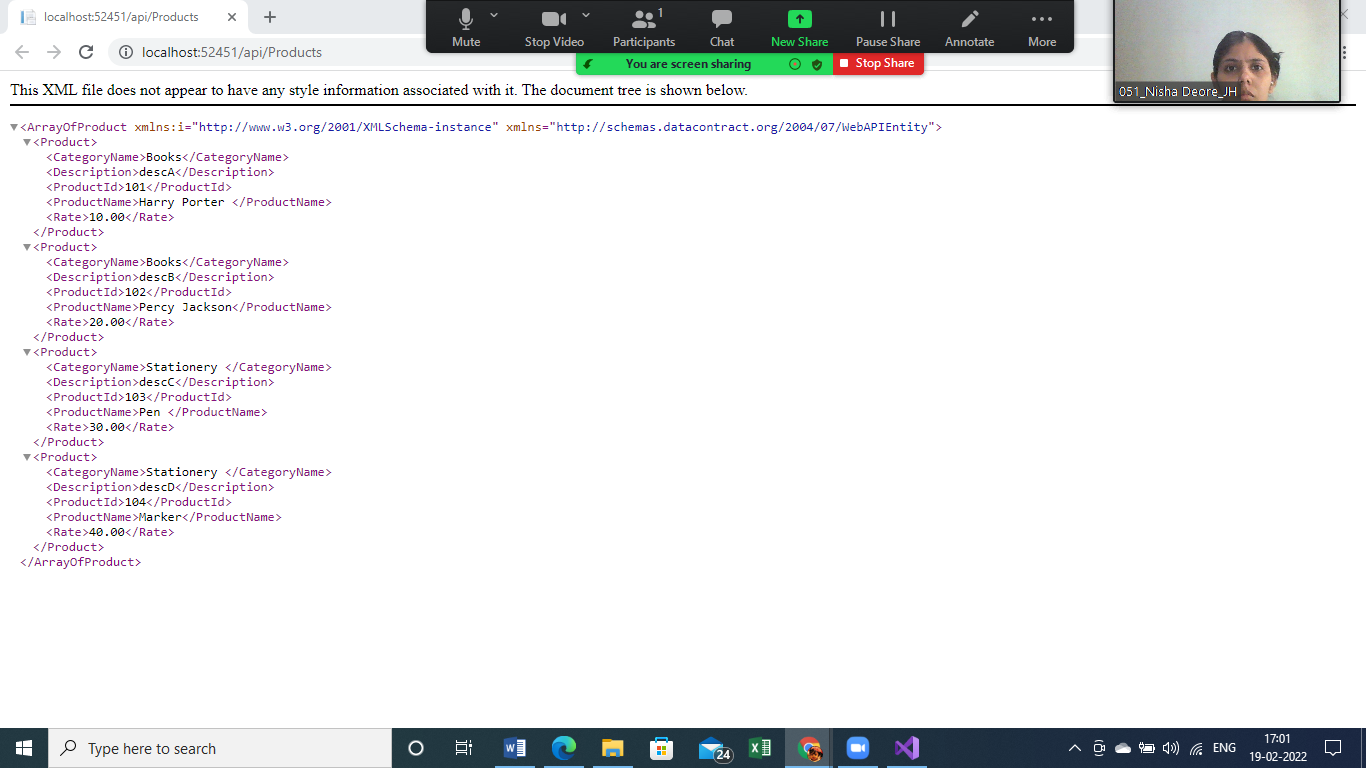 localhost:52451/api/Products
localhost:52451/api/Products
Mute
Stop Video
1
Participants
Chat
New Share
Pause Share
Annotate
More
You are screen sharing
Stop Share
051_Nisha Deore_JH
This XML file does not appear to have any style information associated with it. The document tree is shown below.
<ArrayOfProduct xmlns:i="http://www.w3.org/2001/XMLSchema-instance" xmlns="http://schemas.datacontract.org/2004/07/WebAPIEntity">
<Product>
<CategoryName>Books</CategoryName>
<Description>descA</Description>
<ProductId>101</ProductId>
<ProductName>Harry Porter </ProductName>
<Rate>10.00</Rate>
</Product>
<Product>
<CategoryName>Books</CategoryName>
<Description>descB</Description>
<ProductId>102</ProductId>
<ProductName>Percy Jackson</ProductName>
<Rate>20.00</Rate>
</Product>
<Product>
<CategoryName>Stationery </CategoryName>
<Description>descC</Description>
<ProductId>103</ProductId>
<ProductName>Pen </ProductName>
<Rate>30.00</Rate>
</Product>
<Product>
<CategoryName>Stationery </CategoryName>
<Description>descD</Description>
<ProductId>104</ProductId>
<ProductName>Marker</ProductName>
<Rate>40.00</Rate>
</Product>
</ArrayOfProduct>
Type here to search
24
ENG
17:01
19-02-2022